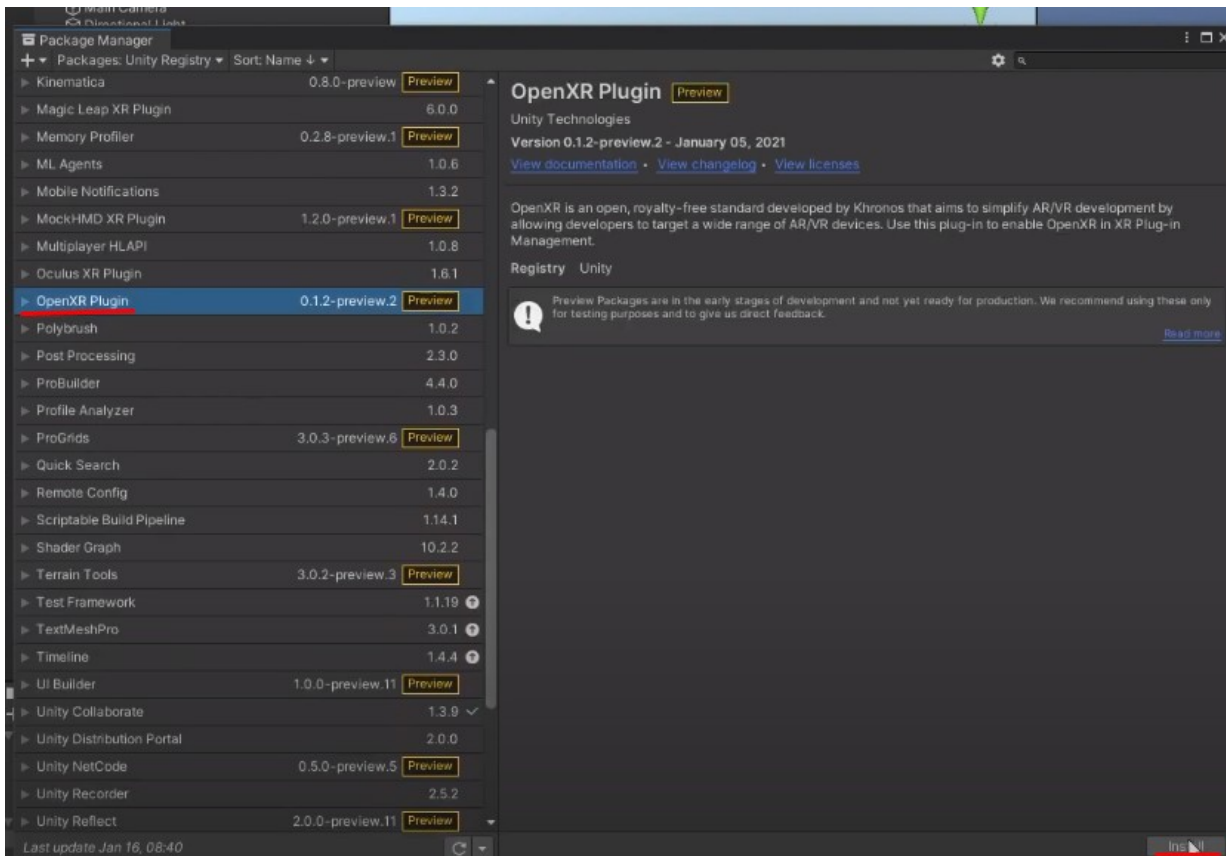 Main Camera
Directional Light
Package Manager
Packages: Unity Registry Sort: Name ↓
Kinematica 0.8.0-preview Preview
Magic Leap XR Plugin 6.0.0
Memory Profiler 0.2.8-preview.1 Preview
ML Agents 1.0.6
Mobile Notifications 1.3.2
MockHMD XR Plugin 1.2.0-preview.1 Preview
Multiplayer HLAPI 1.0.8
Oculus XR Plugin 1.6.1
OpenXR Plugin 0.1.2-preview.2 Preview
Polybrush 1.0.2
Post Processing 2.3.0
ProBuilder 4.4.0
Profile Analyzer 1.0.3
ProGrids 3.0.3-preview.6 Preview
Quick Search 2.0.2
Remote Config 1.4.0
Scriptable Build Pipeline 1.14.1
Shader Graph 10.2.2
Terrain Tools 3.0.2-preview.3 Preview
Test Framework 1.1.19
TextMeshPro 3.0.1
Timeline 1.4.4
UI Builder 1.0.0-preview.11 Preview
Unity Collaborate 1.3.9
Unity Distribution Portal 2.0.0
Unity NetCode 0.5.0-preview.5 Preview
Unity Recorder 2.5.2
Unity Reflect 2.0.0-preview.11 Preview
Last update Jan 16, 08:40
OpenXR Plugin Preview
Unity Technologies
Version 0.1.2-preview.2 - January 05, 2021
View documentation • View changelog • View licenses
OpenXR is an open, royalty-free standard developed by Khronos that aims to simplify AR/VR development by
allowing developers to target a wide range of AR/VR devices. Use this plug-in to enable OpenXR in XR Plug-in
Management.
Registry Unity
Preview Packages are in the early stages of development and not yet ready for production. We recommend using these only
for testing purposes and to give us direct feedback.
Read more
Install